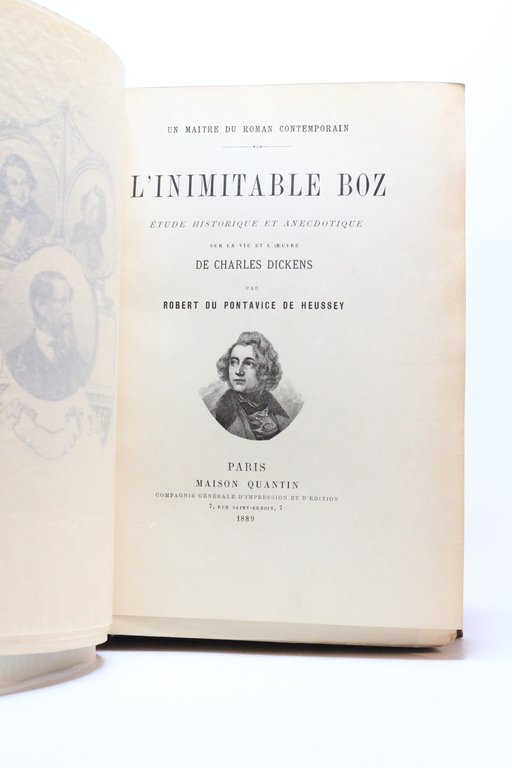 UN MAITRE DU ROMAN CONTEMPORAIN
L'INIMITABLE BOZ
ÉTUDE HISTORIQUE ET ANECDOTIQUE
SUR LA VIE ET L'ŒUVRE
DE CHARLES DICKENS
PAR
ROBERT DU PONTAVICE DE HEUSSEY
PARIS
MAISON QUANTIN
COMPAGNIE GÉNÉRALE D'IMPRESSION ET D'ÉDITION
7, RUE SAINT-BENOIT, 7
1889